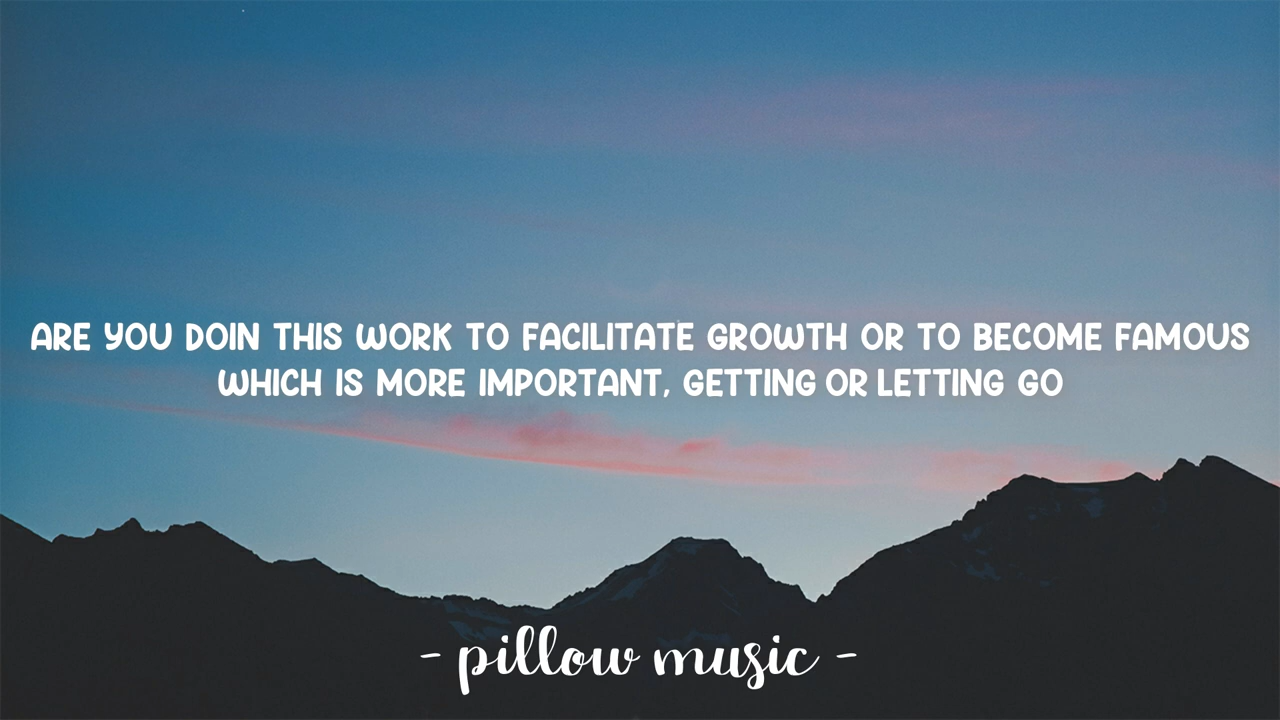 ARE YOU DOIN THIS WORK TO FACILITATE GROWTH OR TO BECOME FAMOUS
WHICH IS MORE IMPORTANT, GETTING OR LETTING GO
- pillow music -